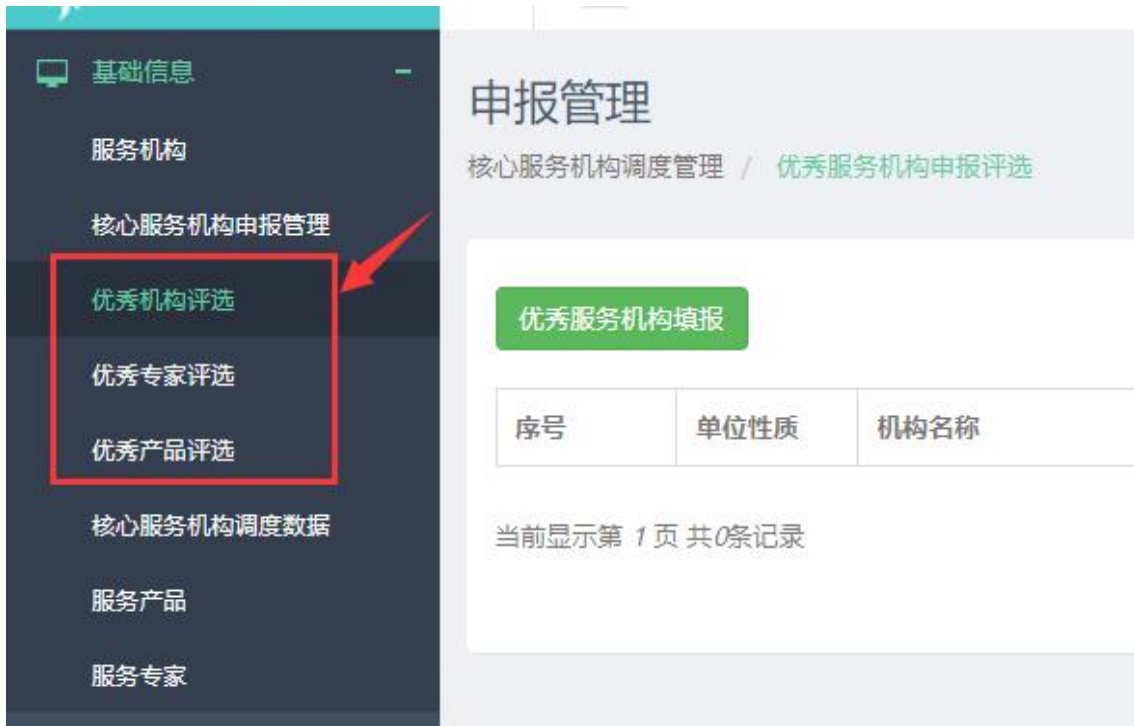 基础信息
服务机构
核心服务机构申报管理
优秀机构评选
优秀专家评选
优秀产品评选
核心服务机构调度数据
服务产品
服务专家
申报管理
核心服务机构调度管理 / 优秀服务机构申报评选
优秀服务机构填报
序号 单位性质 机构名称
当前显示第 1 页 共0条记录